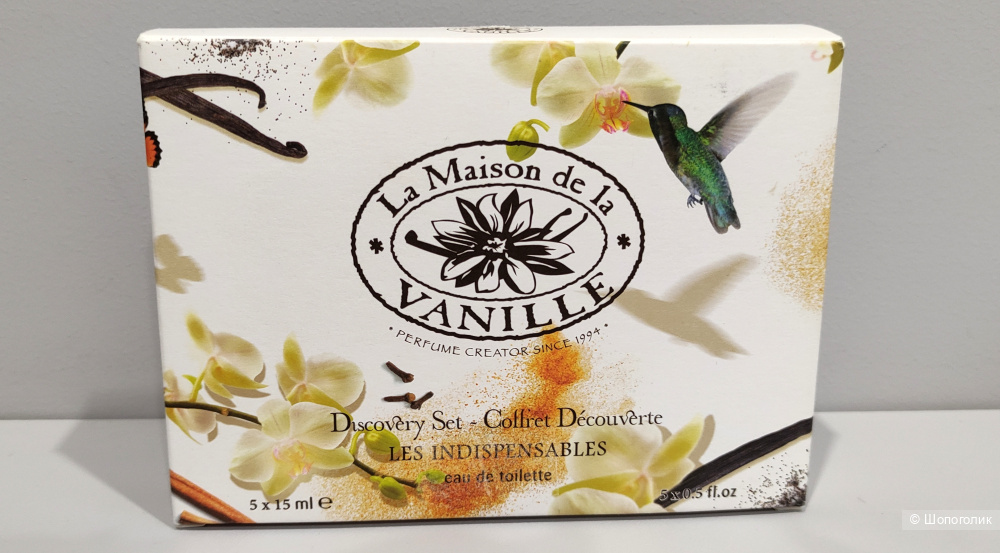 La Maison de la
VANILLE
• PERFUME CREATOR SINCE 1994 •
Discovery Set - Coffret Découverte
LES INDISPENSABLES
eau de toilette
5 x 15 ml ℮
5 x 0.5 fl.oz
© Шопоголик